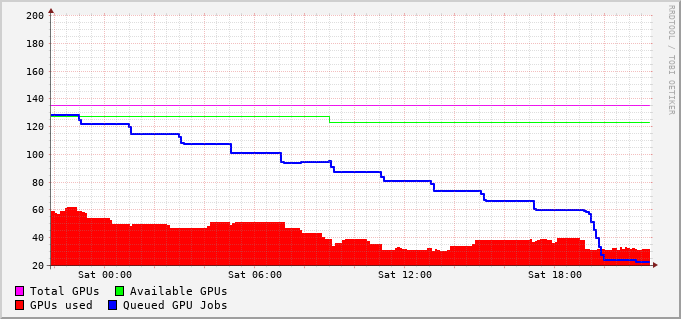 200
180
160
140
120
100
80
60
40
20
Sat 00:00 Sat 06:00 Sat 12:00 Sat 18:00
Total GPUs Available GPUs
GPUs used Queued GPU Jobs
RRDTOOL / TOBI OETIKER